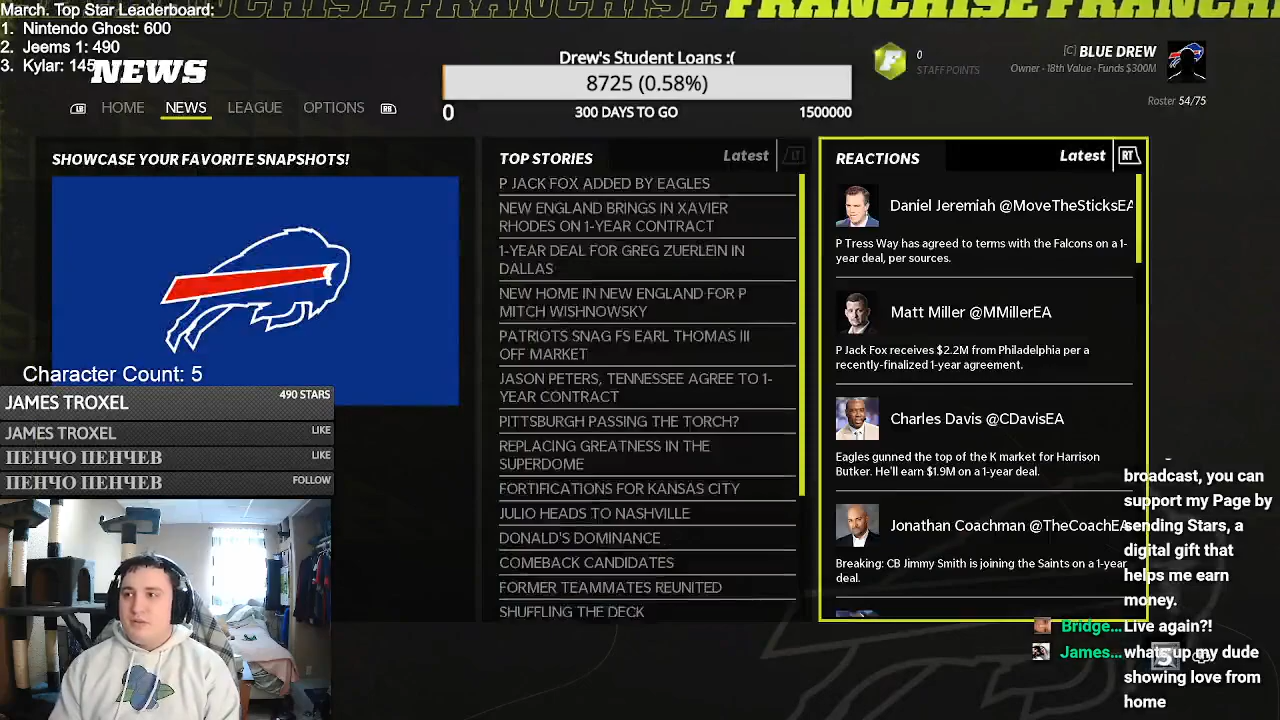 FRANCHISE FRANCHISE FRANCHISE
March. Top Star Leaderboard:
1. Nintendo Ghost: 600
2. Jeems 1: 490
3. Kylar: 145
NEWS
LB HOME NEWS LEAGUE OPTIONS RB
Drew's Student Loans :(
8725 (0.58%)
0 300 DAYS TO GO 1500000
0
STAFF POINTS
[C] BLUE DREW
Owner - 18th Value - Funds $300M
Roster 54/75
SHOWCASE YOUR FAVORITE SNAPSHOTS!
TOP STORIES Latest LT
P JACK FOX ADDED BY EAGLES
NEW ENGLAND BRINGS IN XAVIER
RHODES ON 1-YEAR CONTRACT
1-YEAR DEAL FOR GREG ZUERLEIN IN
DALLAS
NEW HOME IN NEW ENGLAND FOR P
MITCH WISHNOWSKY
PATRIOTS SNAG FS EARL THOMAS III
OFF MARKET
JASON PETERS, TENNESSEE AGREE TO 1-
YEAR CONTRACT
PITTSBURGH PASSING THE TORCH?
REPLACING GREATNESS IN THE
SUPERDOME
FORTIFICATIONS FOR KANSAS CITY
JULIO HEADS TO NASHVILLE
DONALD'S DOMINANCE
COMEBACK CANDIDATES
FORMER TEAMMATES REUNITED
SHUFFLING THE DECK
REACTIONS Latest RT
Daniel Jeremiah @MoveTheSticksEA
P Tress Way has agreed to terms with the Falcons on a 1-
year deal, per sources.
Matt Miller @MMillerEA
P Jack Fox receives $2.2M from Philadelphia per a
recently-finalized 1-year agreement.
Charles Davis @CDavisEA
Eagles gunned the top of the K market for Harrison
Butker. He'll earn $1.9M on a 1-year deal.
Jonathan Coachman @TheCoachEA
Breaking: CB Jimmy Smith is joining the Saints on a 1-year
deal.
Character Count: 5
JAMES TROXEL 490 STARS
JAMES TROXEL LIKE
ПЕНЧО ПЕНЧЕВ LIKE
ПЕНЧО ПЕНЧЕВ FOLLOW
broadcast, you can
support my Page by
sending Stars, a
digital gift that
helps me earn
money.
Bridge... Live again?!
James... whats up my dude
showing love from
home